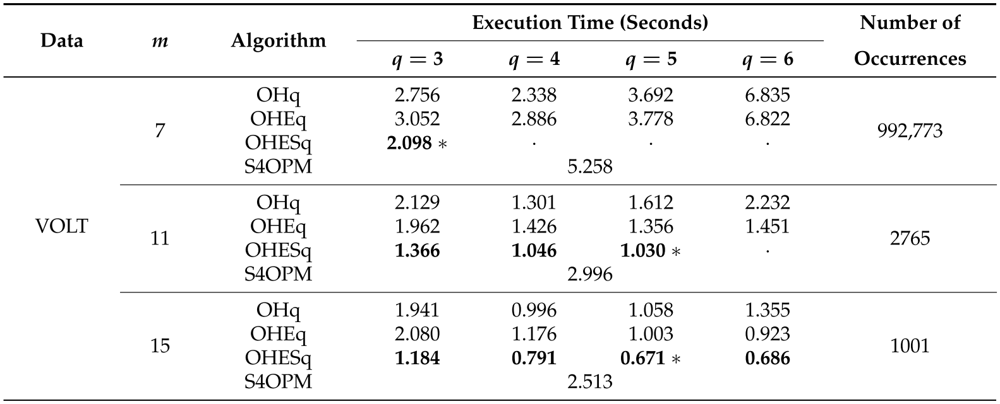 Data m Algorithm Execution Time (Seconds) Number of Occurrences
q = 3 q = 4 q = 5 q = 6
VOLT
7
OHq 2.756 2.338 3.692 6.835
OHEq 3.052 2.886 3.778 6.822
992,773
OHESq 2.098 * · · ·
S4OPM 5.258
11
OHq 2.129 1.301 1.612 2.232
OHEq 1.962 1.426 1.356 1.451
2765
OHESq 1.366 1.046 1.030 * ·
S4OPM 2.996
15
OHq 1.941 0.996 1.058 1.355
OHEq 2.080 1.176 1.003 0.923
1001
OHESq 1.184 0.791 0.671 * 0.686
S4OPM 2.513